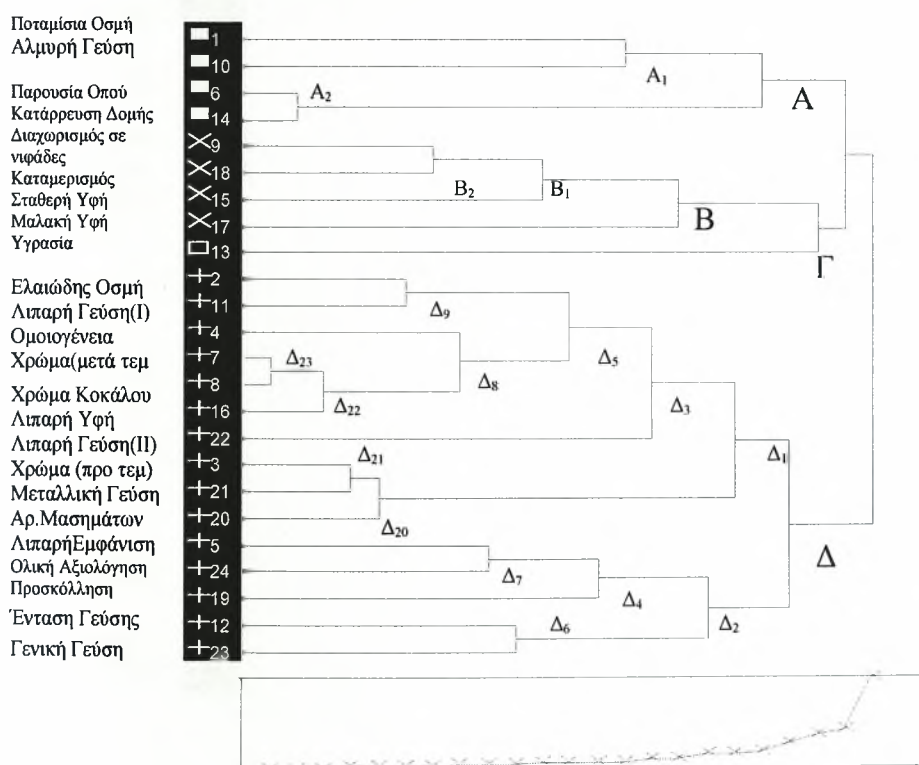 Ποταμίσια Οσμή
Αλμυρή Γεύση
Παρουσία Οπού
Κατάρρευση Δομής
Διαχωρισμός σε
νιφάδες
Καταμερισμός
Σταθερή Υφή
Μαλακή Υφή
Υγρασία
Ελαιώδης Οσμή
Λιπαρή Γεύση(Ι)
Ομοιογένεια
Χρώμα(μετά τεμ
Χρώμα Κοκάλου
Λιπαρή Υφή
Λιπαρή Γεύση(ΙΙ)
Χρώμα (προ τεμ)
Μεταλλική Γεύση
Αρ.Μασημάτων
ΛιπαρήΕμφάνιση
Ολική Αξιολόγηση
Προσκόλληση
Ένταση Γεύσης
Γενική Γεύση
1
10
6
14
9
18
15
17
13
2
11
4
7
8
16
22
3
21
20
5
24
19
12
23
Α1
Α2
Α
Β2
Β1
Β
Γ
Δ9
Δ23
Δ8
Δ5
Δ22
Δ3
Δ21
Δ1
Δ20
Δ
Δ7
Δ4
Δ6
Δ2